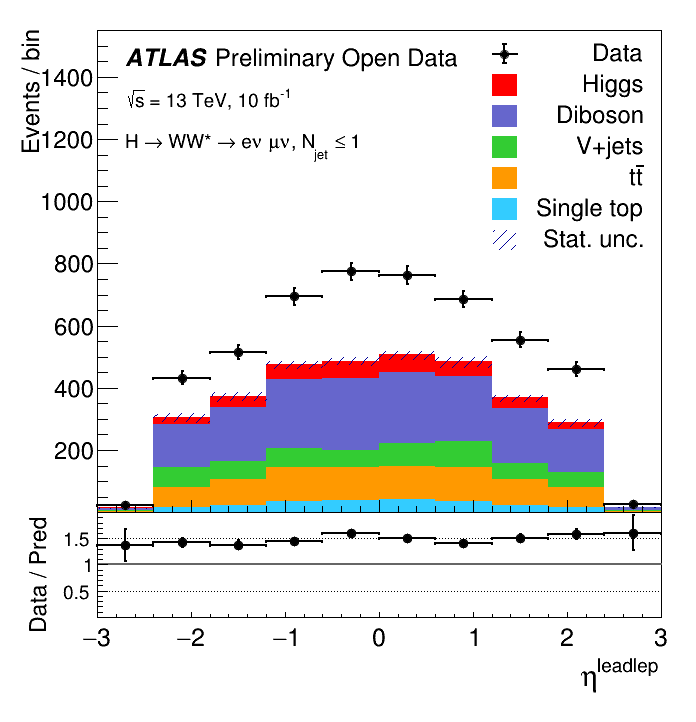 Events / bin
1400
1200
1000
800
600
400
200
ATLAS Preliminary Open Data
√s = 13 TeV, 10 fb⁻¹
H → WW* → eν μν, N_jet ≤ 1
Data
Higgs
Diboson
V+jets
tt̅
Single top
Stat. unc.
Data / Pred
1.5
1
0.5
−3 −2 −1 0 1 2 3
η^leadlep